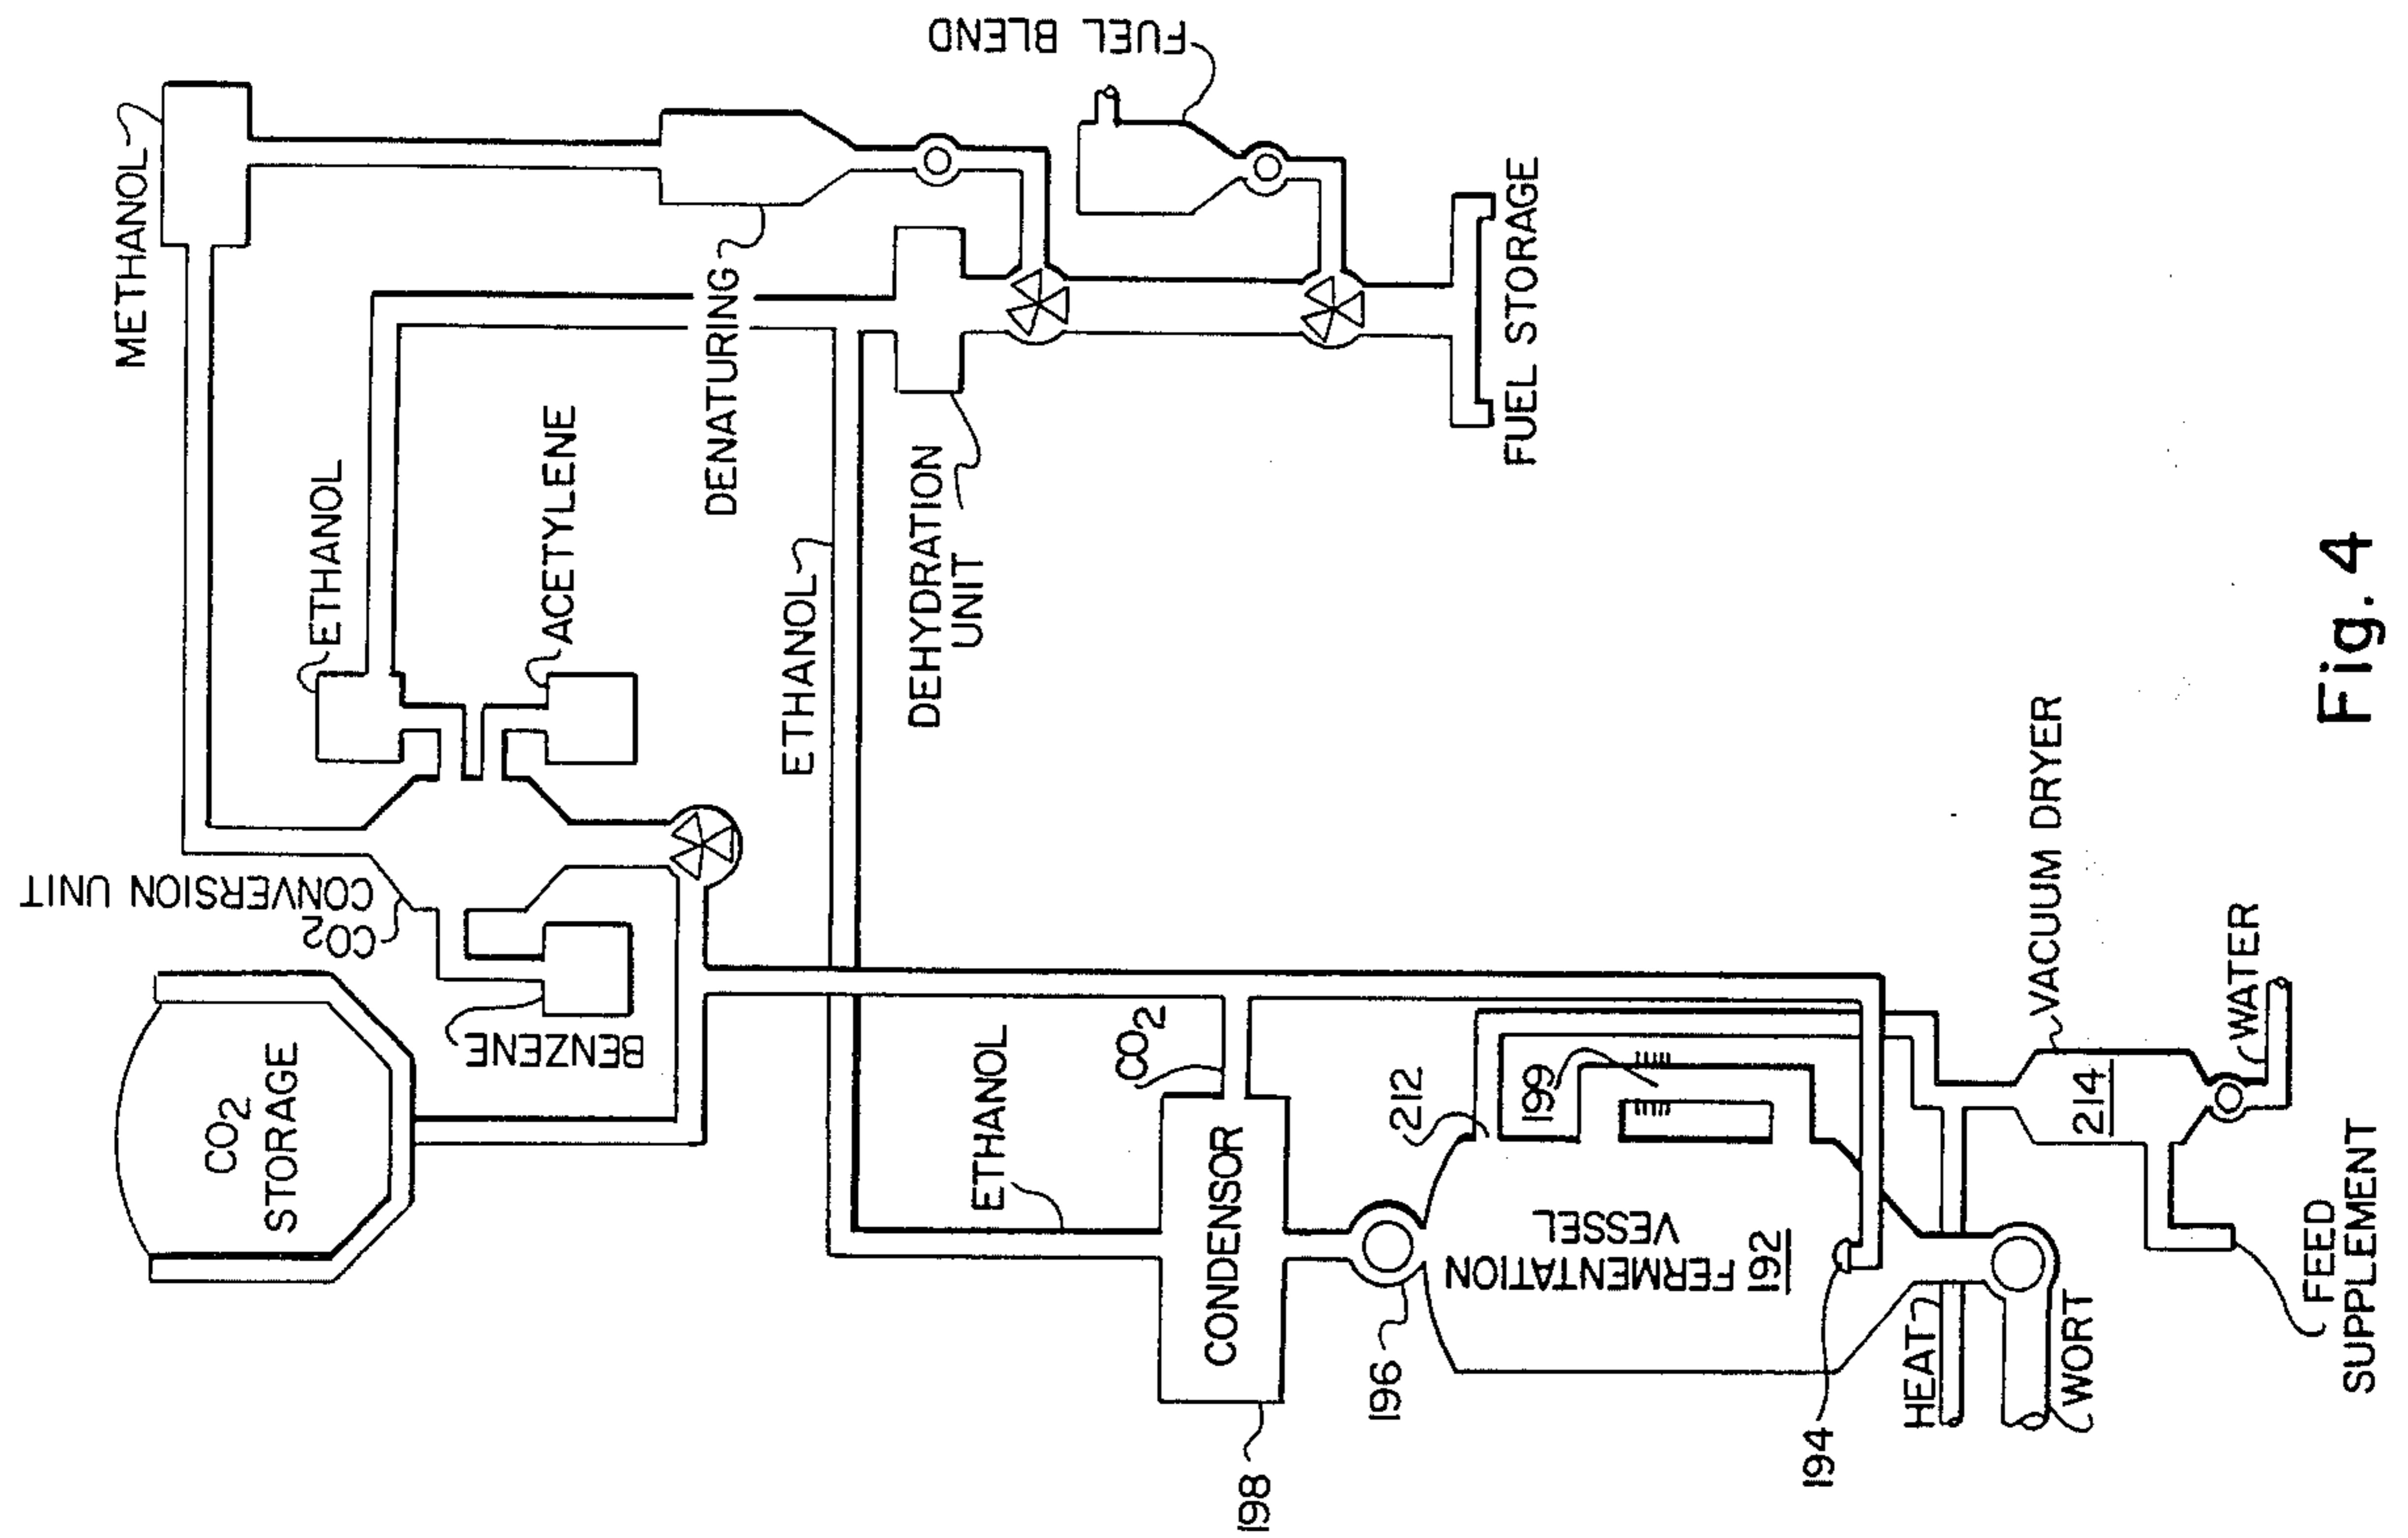 METHANOL
FUEL BLEND
CO2
CONVERSION UNIT
ETHANOL
ACETYLENE
DENATURING
CO2
STORAGE
BENZENE
ETHANOL
DEHYDRATION
UNIT
FUEL STORAGE
ETHANOL
CO2
CONDENSOR
198
196
212
199
FERMENTATION
VESSEL
192
194
HEAT
WORT
VACUUM DRYER
214
WATER
FEED
SUPPLEMENT
Fig. 4